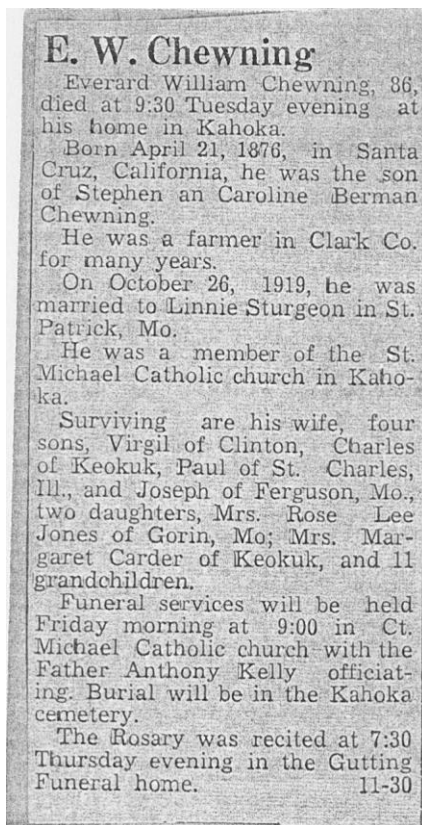 E. W. Chewning
Everard William Chewning, 86,
died at 9:30 Tuesday evening at
his home in Kahoka.
Born April 21, 1876, in Santa
Cruz, California, he was the son
of Stephen an Caroline Berman
Chewning.
He was a farmer in Clark Co.
for many years.
On October 26, 1919, he was
married to Linnie Sturgeon in St.
Patrick, Mo.
He was a member of the St.
Michael Catholic church in Kaho-
ka.
Surviving are his wife, four
sons, Virgil of Clinton, Charles
of Keokuk, Paul of St. Charles,
Ill., and Joseph of Ferguson, Mo.,
two daughters, Mrs. Rose Lee
Jones of Gorin, Mo; Mrs. Mar-
garet Carder of Keokuk, and 11
grandchildren.
Funeral services will be held
Friday morning at 9:00 in Ct.
Michael Catholic church with the
Father Anthony Kelly officiat-
ing. Burial will be in the Kahoka
cemetery.
The Rosary was recited at 7:30
Thursday evening in the Gutting
Funeral home. 11-30